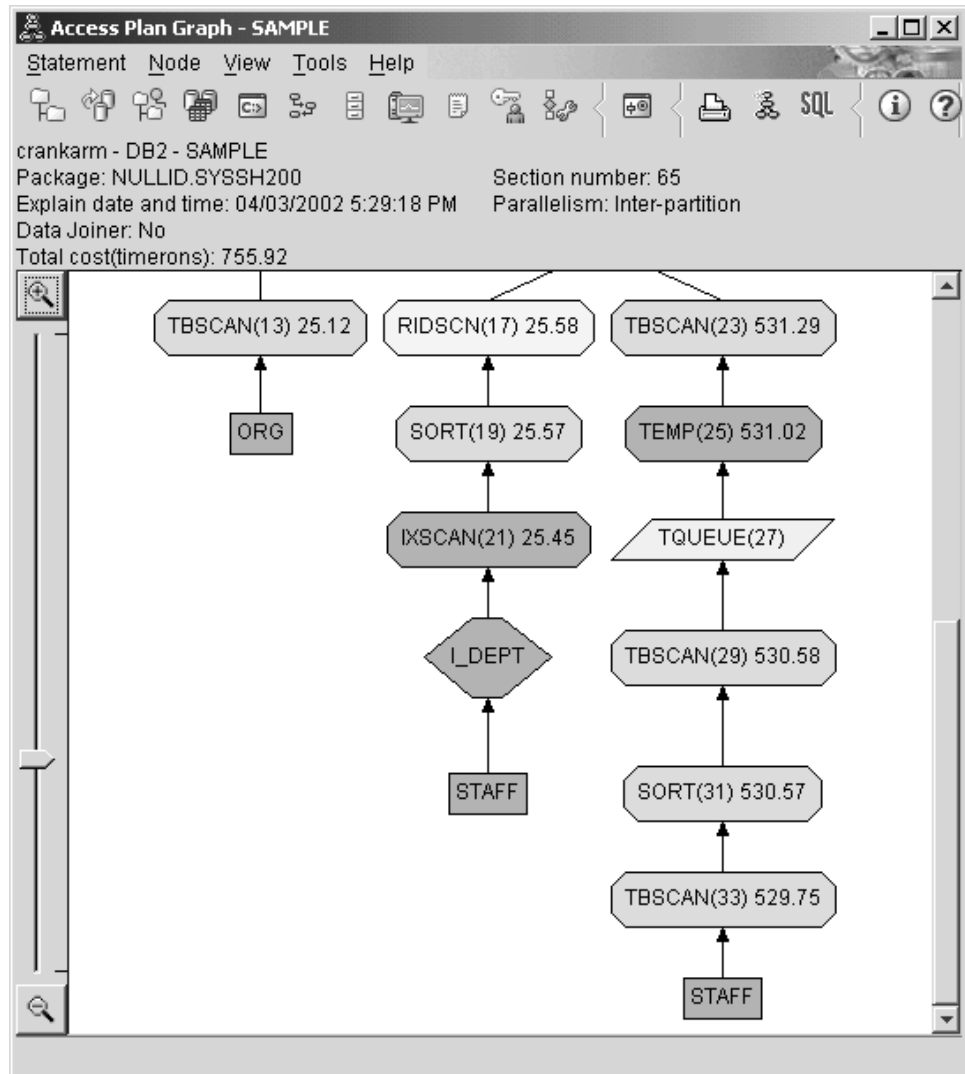 Access Plan Graph - SAMPLE
Statement Node View Tools Help
C:> SQL
crankarm - DB2 - SAMPLE
Package: NULLID.SYSSH200 Section number: 65
Explain date and time: 04/03/2002 5:29:18 PM Parallelism: Inter-partition
Data Joiner: No
Total cost(timerons): 755.92
TBSCAN(13) 25.12 RIDSCN(17) 25.58 TBSCAN(23) 531.29
ORG SORT(19) 25.57 TEMP(25) 531.02
IXSCAN(21) 25.45 TQUEUE(27)
I_DEPT TBSCAN(29) 530.58
STAFF SORT(31) 530.57
TBSCAN(33) 529.75
STAFF